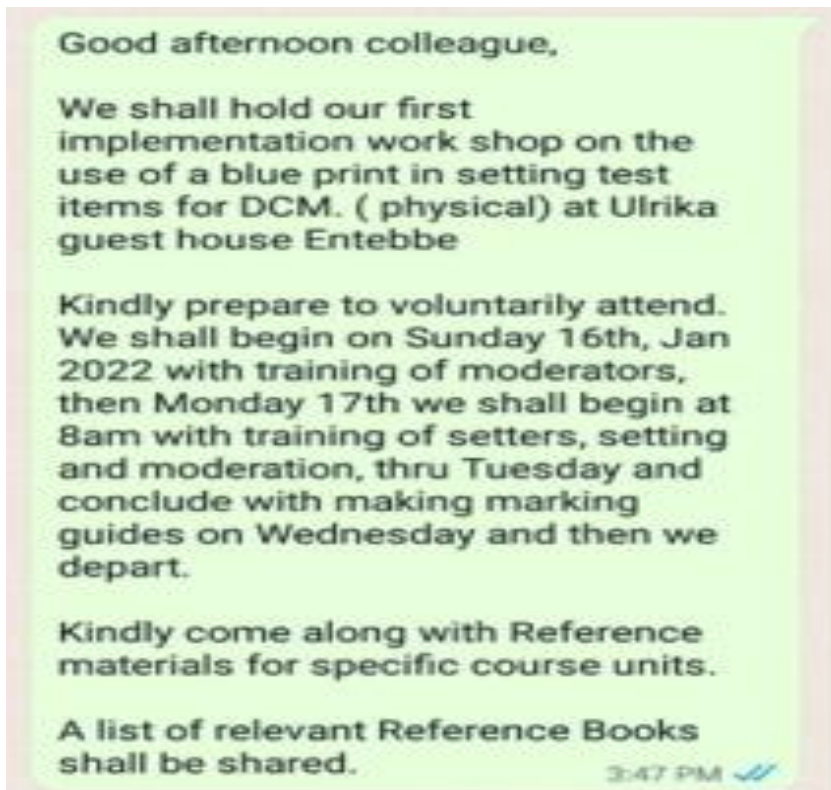 Good afternoon colleague,
We shall hold our first
implementation work shop on the
use of a blue print in setting test
items for DCM. ( physical) at Ulrika
guest house Entebbe
Kindly prepare to voluntarily attend.
We shall begin on Sunday 16th, Jan
2022 with training of moderators,
then Monday 17th we shall begin at
8am with training of setters, setting
and moderation, thru Tuesday and
conclude with making marking
guides on Wednesday and then we
depart.
Kindly come along with Reference
materials for specific course units.
A list of relevant Reference Books
shall be shared.
3:47 PM